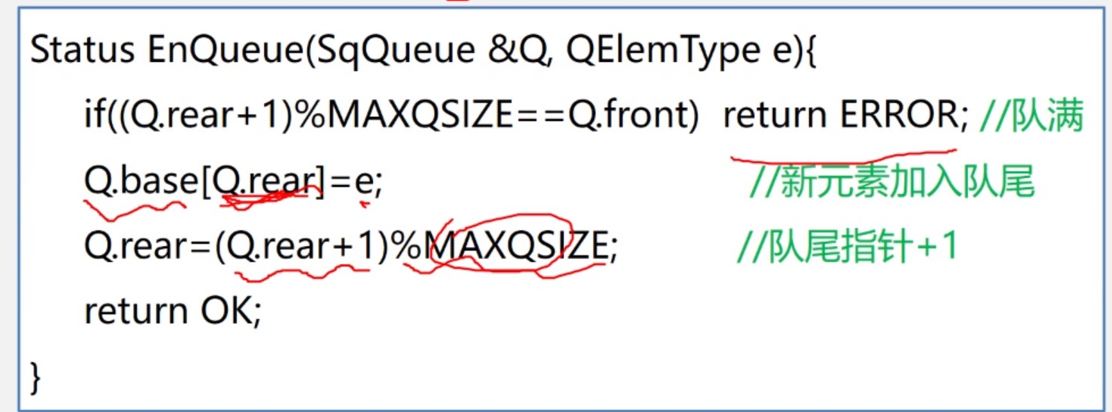 Status EnQueue(SqQueue &Q, QElemType e){
if((Q.rear+1)%MAXQSIZE==Q.front) return ERROR; //队满
Q.base[Q.rear]=e; //新元素加入队尾
Q.rear=(Q.rear+1)%MAXQSIZE; //队尾指针+1
return OK;
}